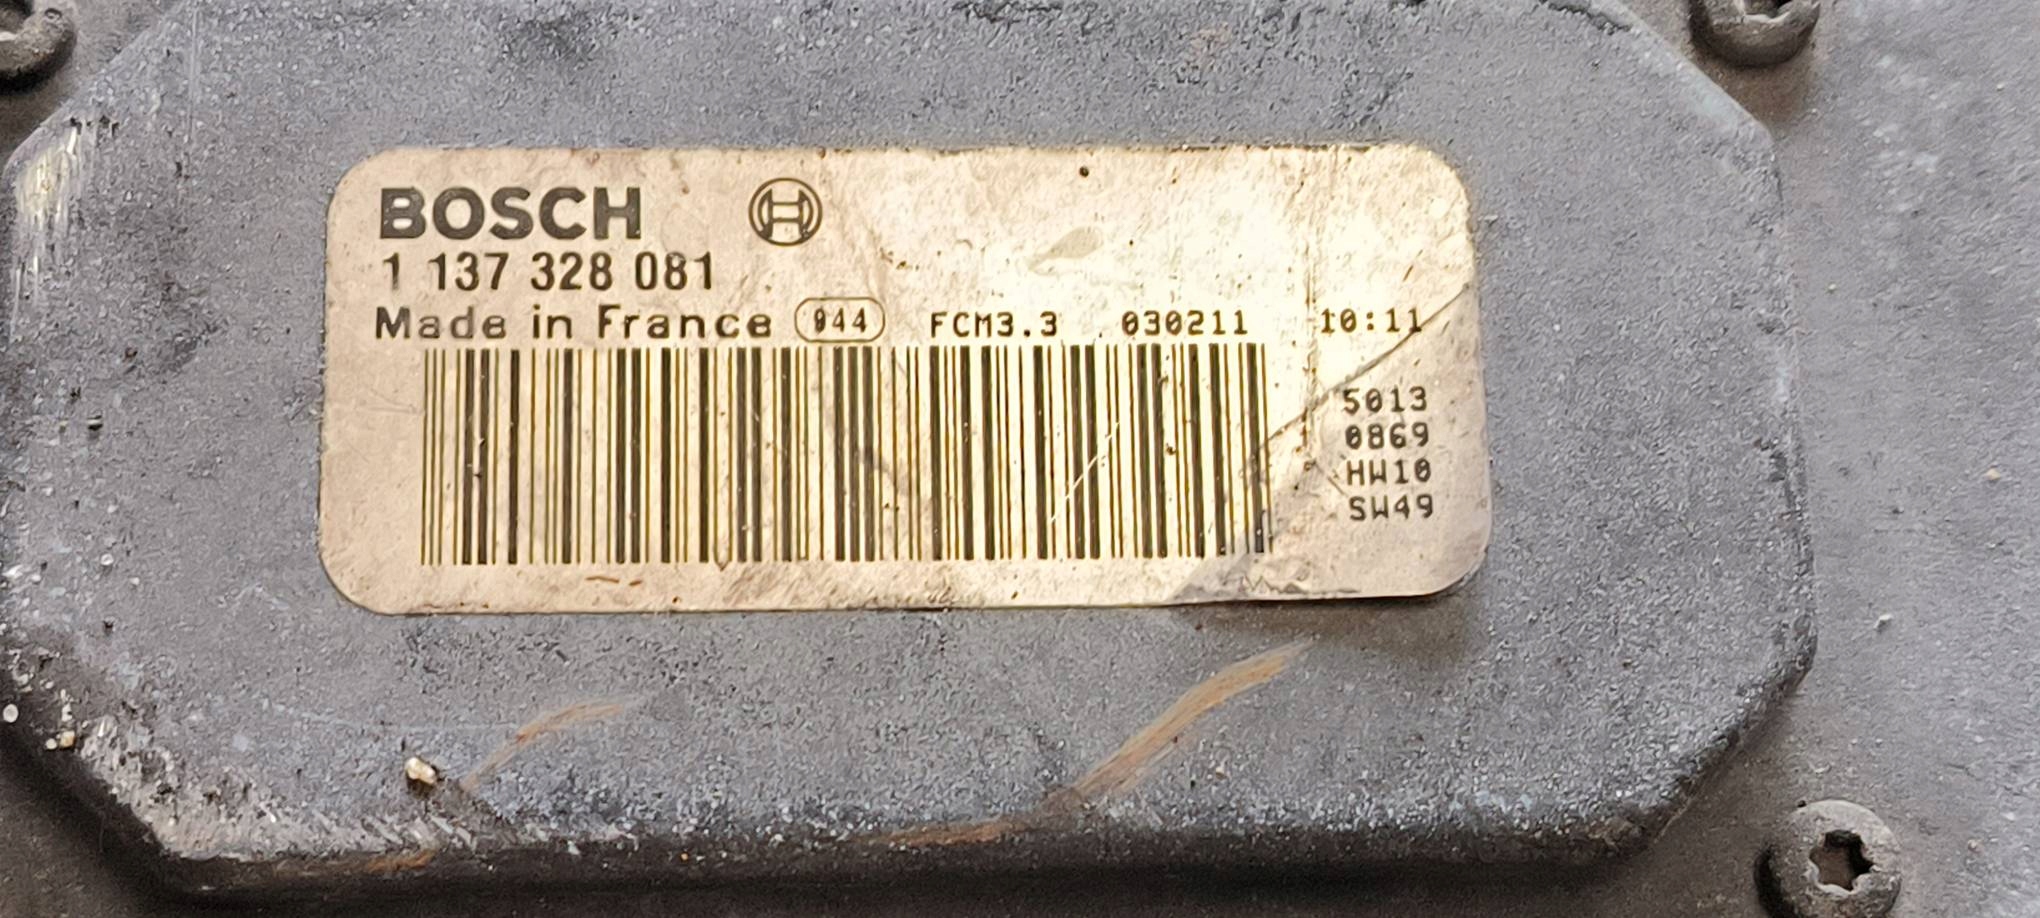 BOSCH
1 137 328 081
Made in France 944 FCM3.3 030211 10:11
5013
0869
HW10
SW49